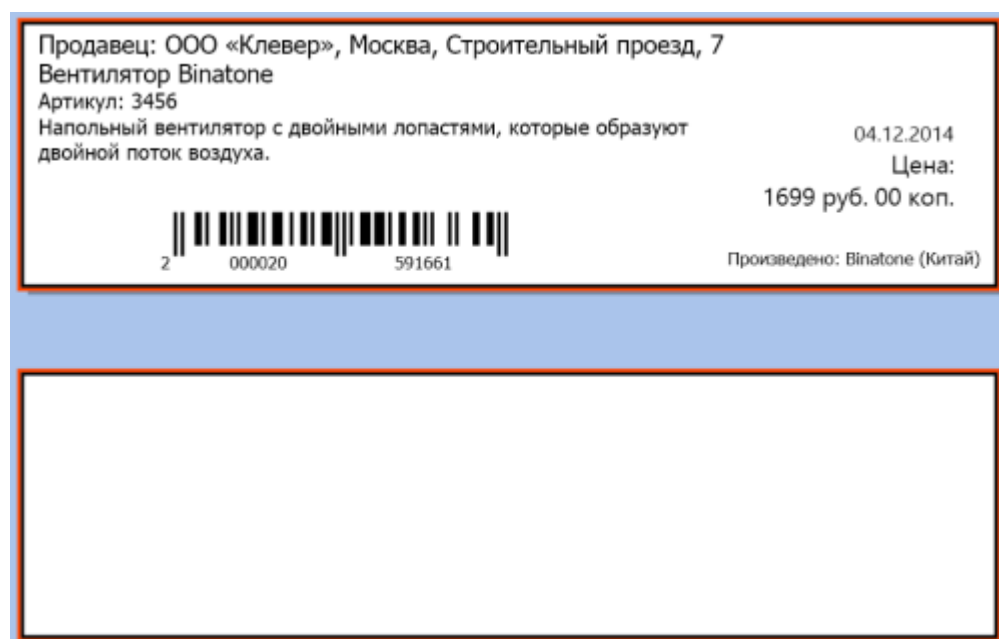 Продавец: ООО «Клевер», Москва, Строительный проезд, 7
Вентилятор Binatone
Артикул: 3456
Напольный вентилятор с двойными лопастями, которые образуют
двойной поток воздуха.
04.12.2014
Цена:
1699 руб. 00 коп.
2 000020 591661
Произведено: Binatone (Китай)